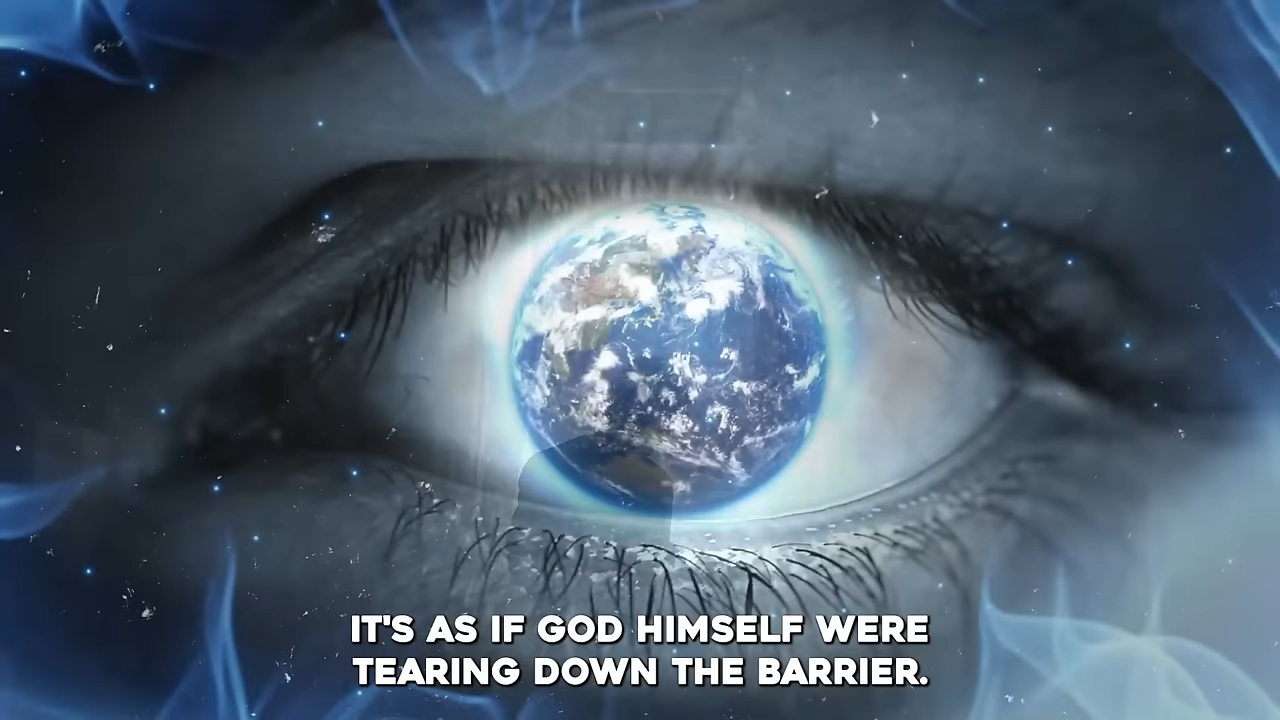 IT'S AS IF GOD HIMSELF WERE
TEARING DOWN THE BARRIER.